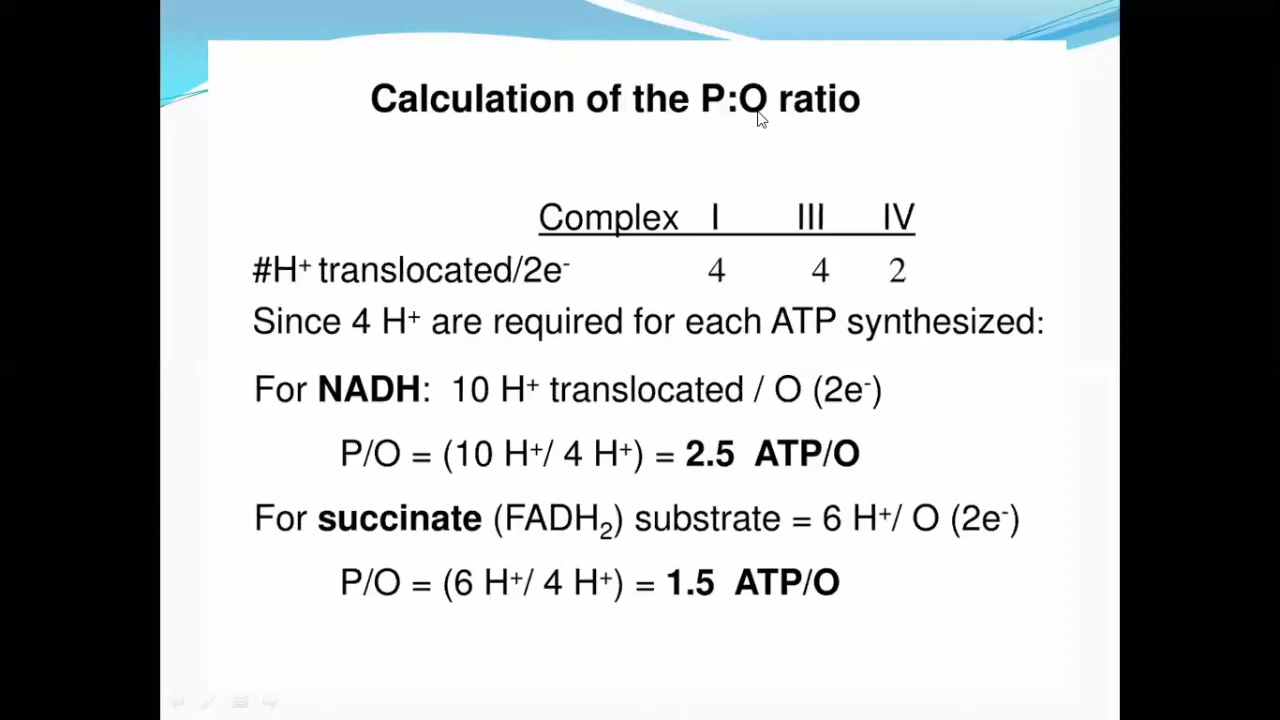 Calculation of the P:O ratio
Complex I III IV
#H⁺ translocated/2e⁻ 4 4 2
Since 4 H⁺ are required for each ATP synthesized:
For NADH: 10 H⁺ translocated / O (2e⁻)
P/O = (10 H⁺/ 4 H⁺) = 2.5 ATP/O
For succinate (FADH₂) substrate = 6 H⁺/ O (2e⁻)
P/O = (6 H⁺/ 4 H⁺) = 1.5 ATP/O